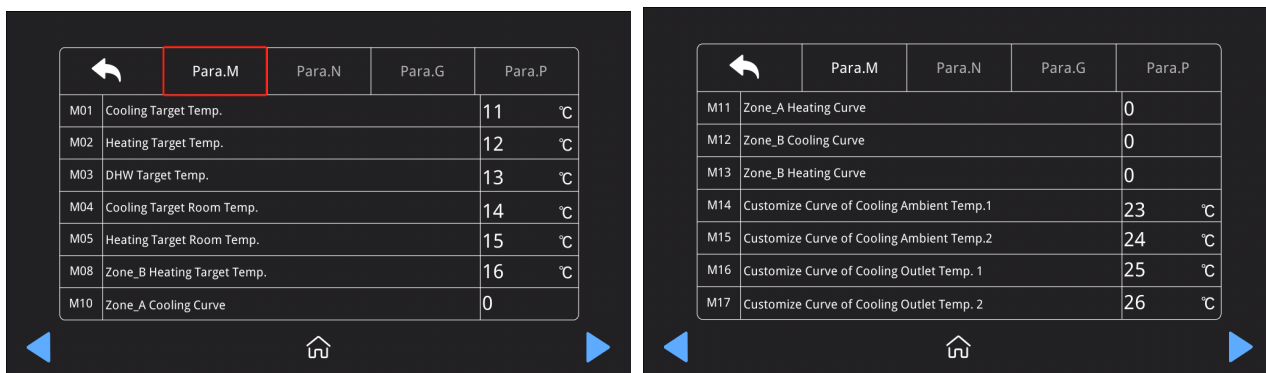 Para.M Para.N Para.G Para.P
M01 Cooling Target Temp. 11 ℃
M02 Heating Target Temp. 12 ℃
M03 DHW Target Temp. 13 ℃
M04 Cooling Target Room Temp. 14 ℃
M05 Heating Target Room Temp. 15 ℃
M08 Zone_B Heating Target Temp. 16 ℃
M10 Zone_A Cooling Curve 0
Para.M Para.N Para.G Para.P
M11 Zone_A Heating Curve 0
M12 Zone_B Cooling Curve 0
M13 Zone_B Heating Curve 0
M14 Customize Curve of Cooling Ambient Temp.1 23 ℃
M15 Customize Curve of Cooling Ambient Temp.2 24 ℃
M16 Customize Curve of Cooling Outlet Temp. 1 25 ℃
M17 Customize Curve of Cooling Outlet Temp. 2 26 ℃